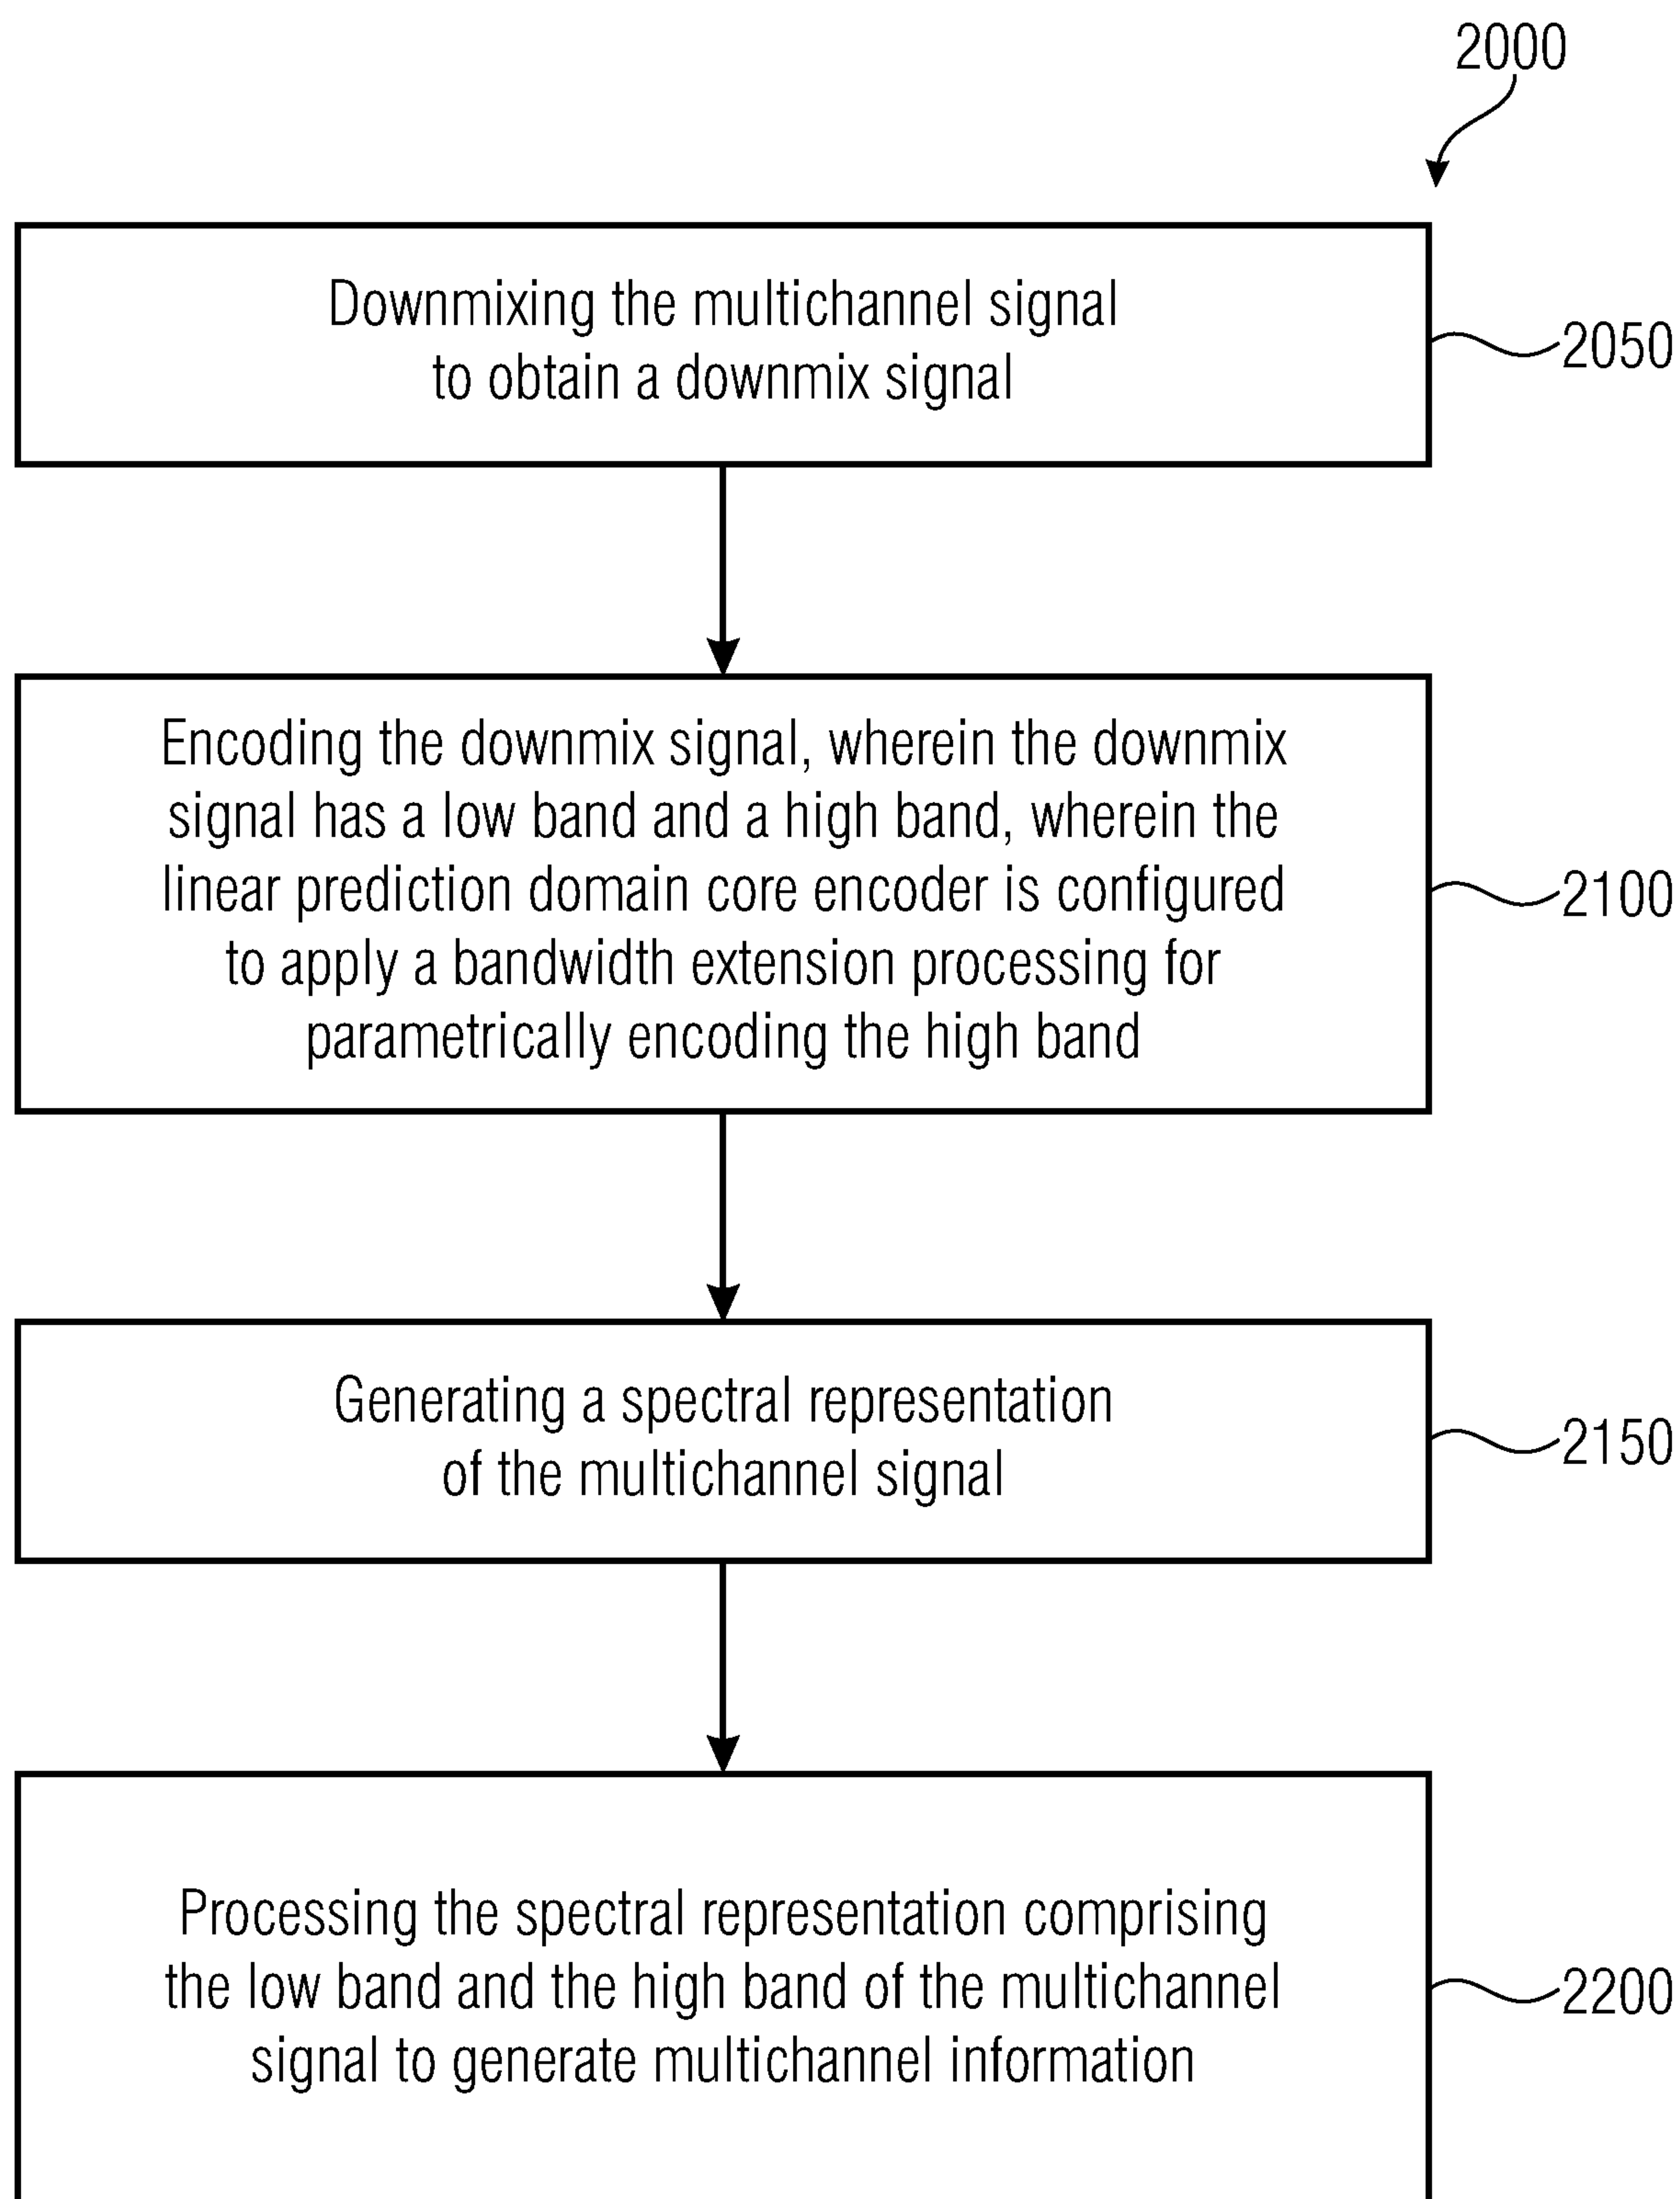 2000
Downmixing the multichannel signal
to obtain a downmix signal
2050
Encoding the downmix signal, wherein the downmix
signal has a low band and a high band, wherein the
linear prediction domain core encoder is configured
to apply a bandwidth extension processing for
parametrically encoding the high band
2100
Generating a spectral representation
of the multichannel signal
2150
Processing the spectral representation comprising
the low band and the high band of the multichannel
signal to generate multichannel information
2200